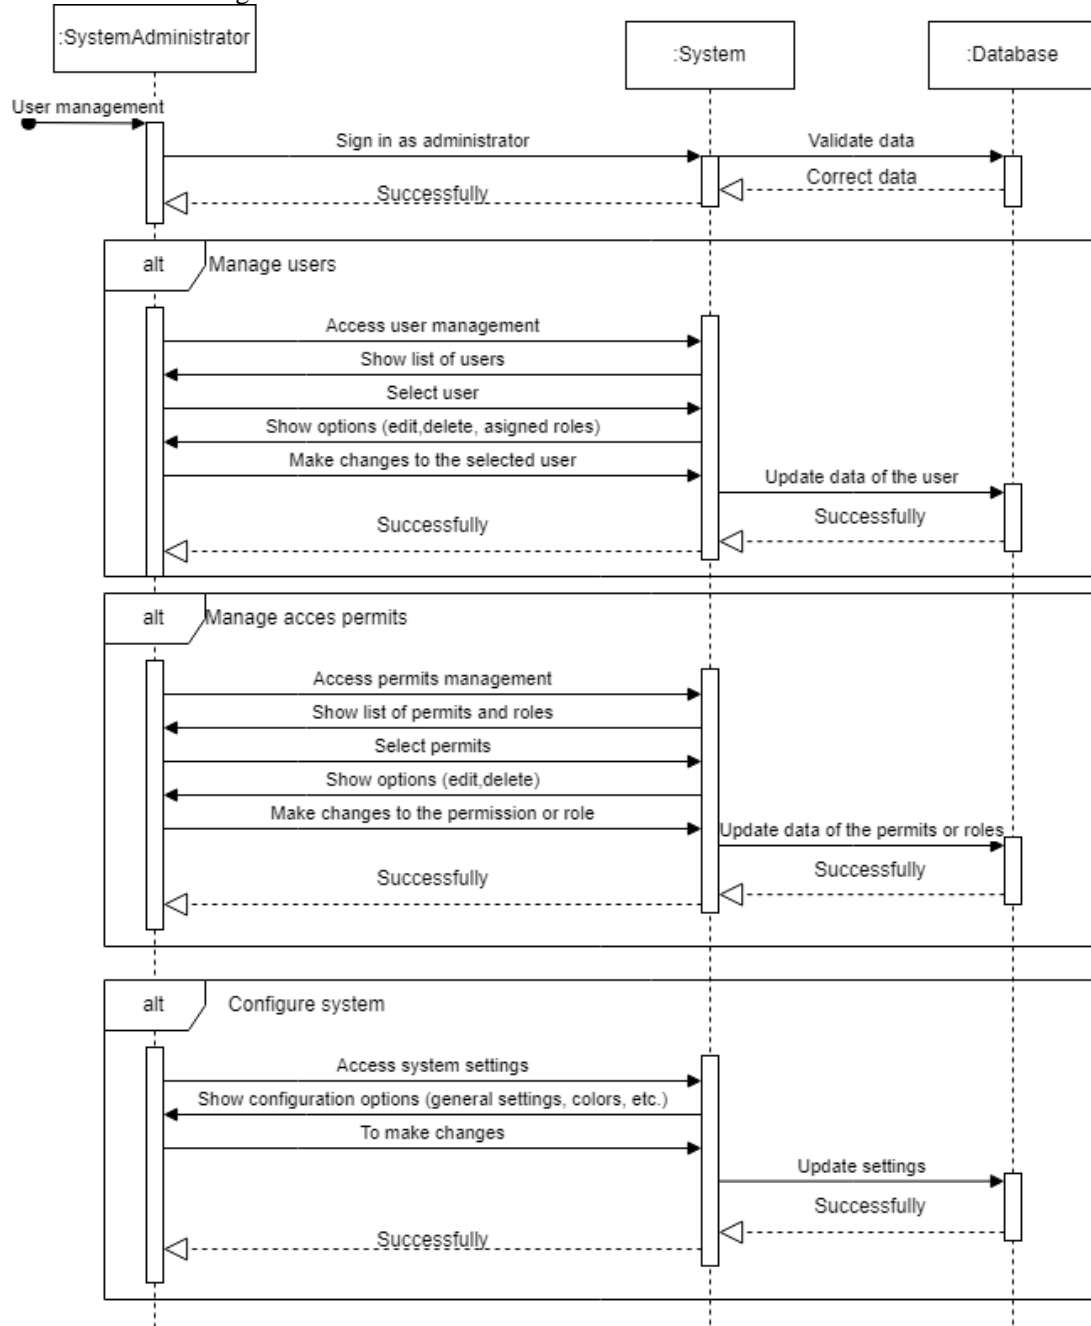 :SystemAdministrator
:System
:Database
User management
Sign in as administrator
Validate data
Correct data
Successfully
alt
Manage users
Access user management
Show list of users
Select user
Show options (edit,delete, asigned roles)
Make changes to the selected user
Update data of the user
Successfully
Successfully
alt
Manage acces permits
Access permits management
Show list of permits and roles
Select permits
Show options (edit,delete)
Make changes to the permission or role
Update data of the permits or roles
Successfully
Successfully
alt
Configure system
Access system settings
Show configuration options (general settings, colors, etc.)
To make changes
Update settings
Successfully
Successfully